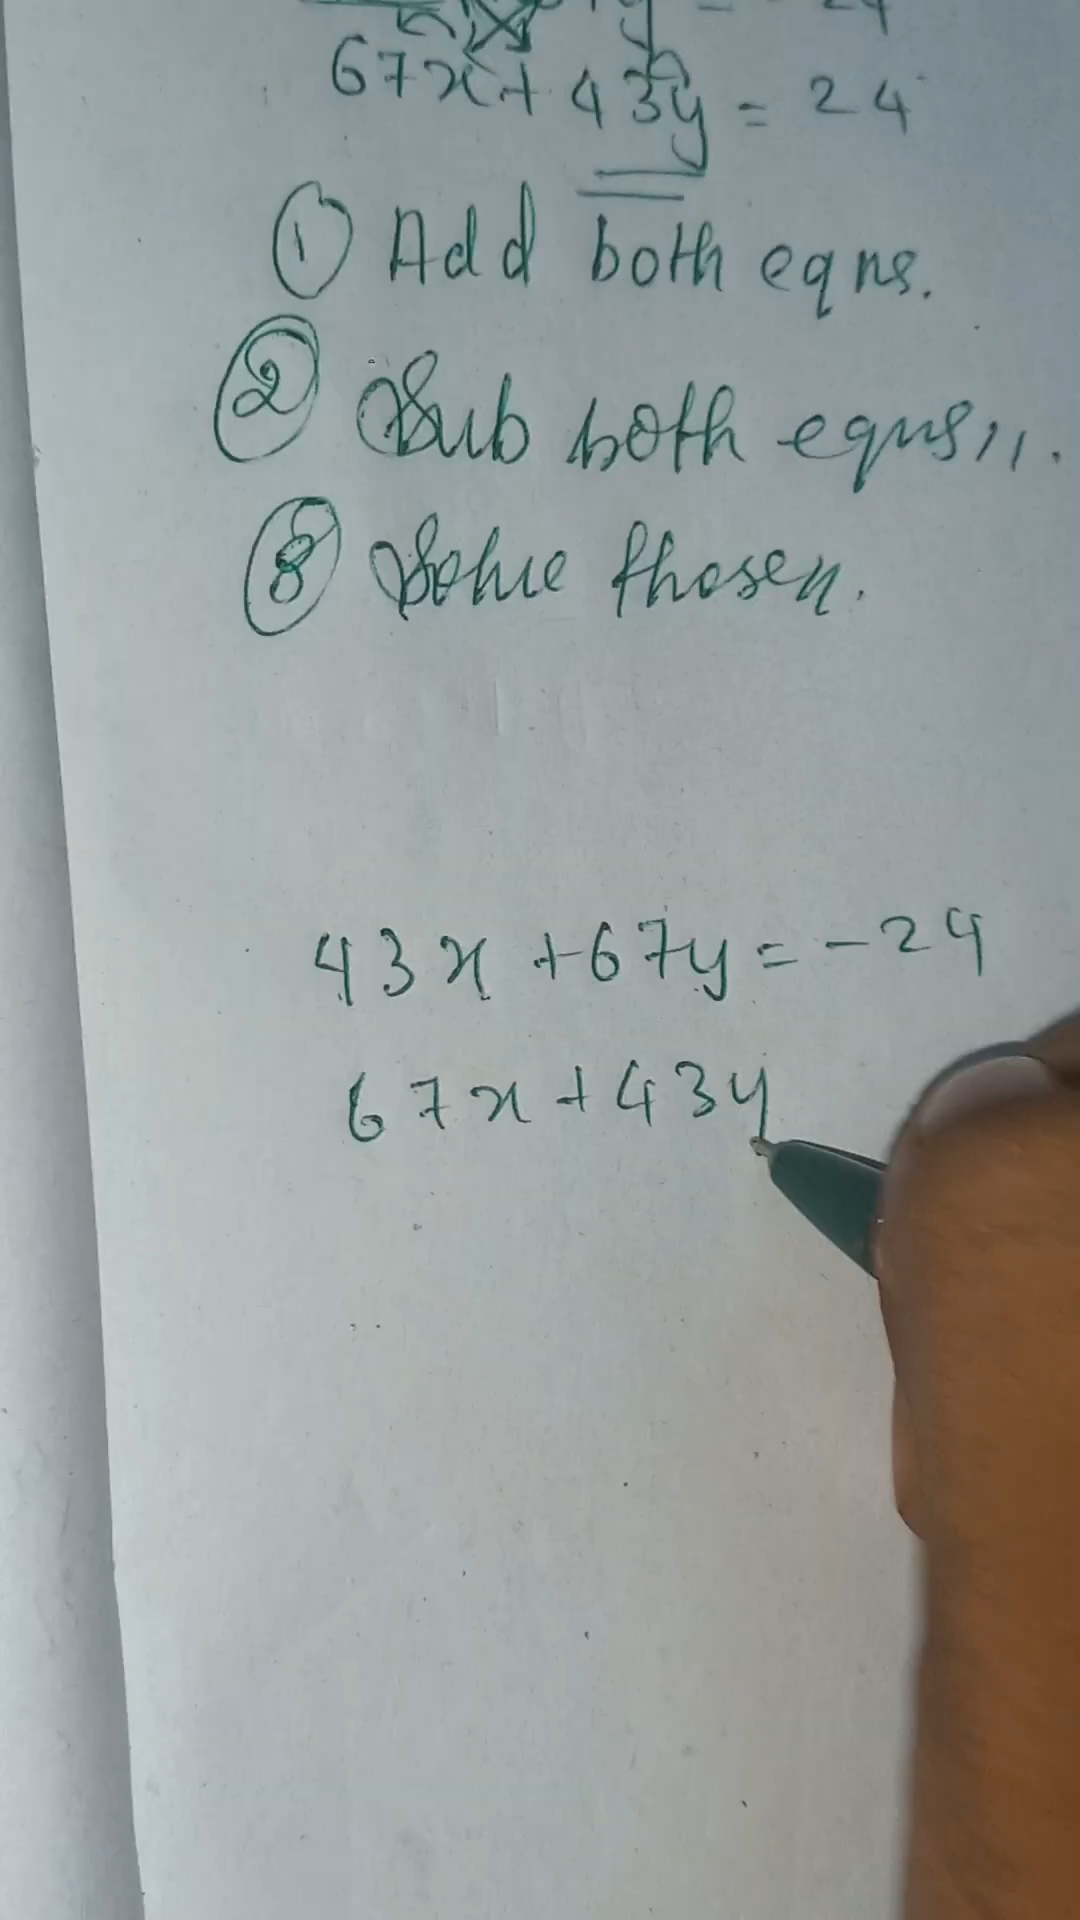 y = - 24
67x + 43y = 24
① Add both eqns.
② Sub both eqns,,.
③ Solve those
43x + 67y = - 24
67x + 43y